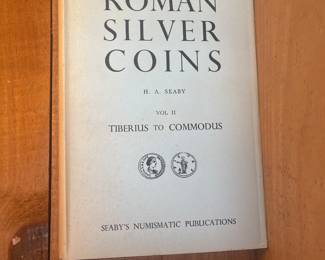 ROMAN
SILVER
COINS
H. A. SEABY
VOL II
TIBERIUS TO COMMODUS
SEABY'S NUMISMATIC PUBLICATIONS